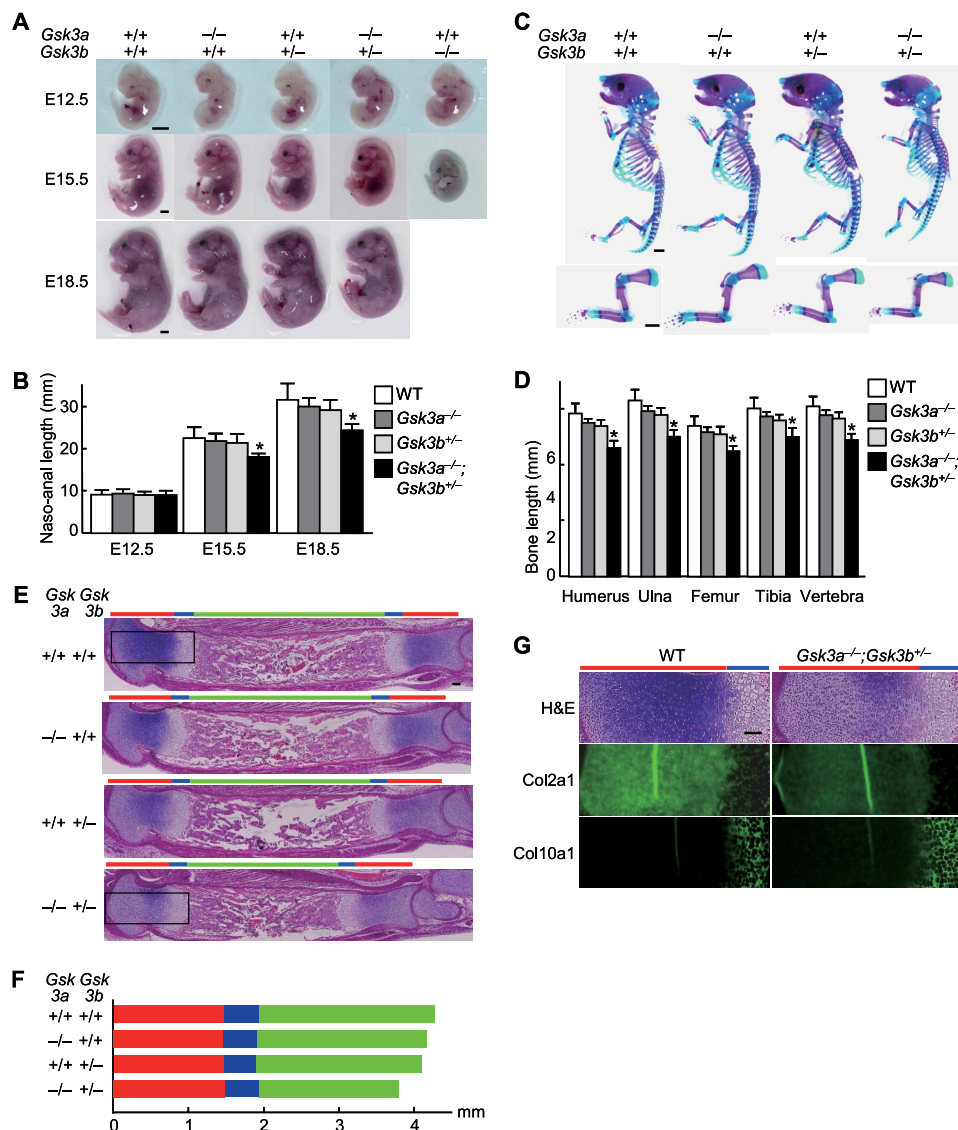 A
Gsk3a +/+ –/– +/+ –/– +/+
Gsk3b +/+ +/+ +/– +/– –/–
E12.5
E15.5
E18.5
B
Naso-anal length (mm)
30
20
10
0
E12.5 E15.5 E18.5
* *
WT
Gsk3a–/–
Gsk3b+/–
Gsk3a–/–;
Gsk3b+/–
C
Gsk3a +/+ –/– +/+ –/–
Gsk3b +/+ +/+ +/– +/–
D
Bone length (mm)
6
4
2
0
Humerus Ulna Femur Tibia Vertebra
* * * * *
WT
Gsk3a–/–
Gsk3b+/–
Gsk3a–/–;
Gsk3b+/–
E
Gsk Gsk
3a 3b
+/+ +/+
–/– +/+
+/+ +/–
–/– +/–
F
Gsk Gsk
3a 3b
+/+ +/+
–/– +/+
+/+ +/–
–/– +/–
0 1 2 3 4 mm
G
WT Gsk3a–/–;Gsk3b+/–
H&E
Col2a1
Col10a1